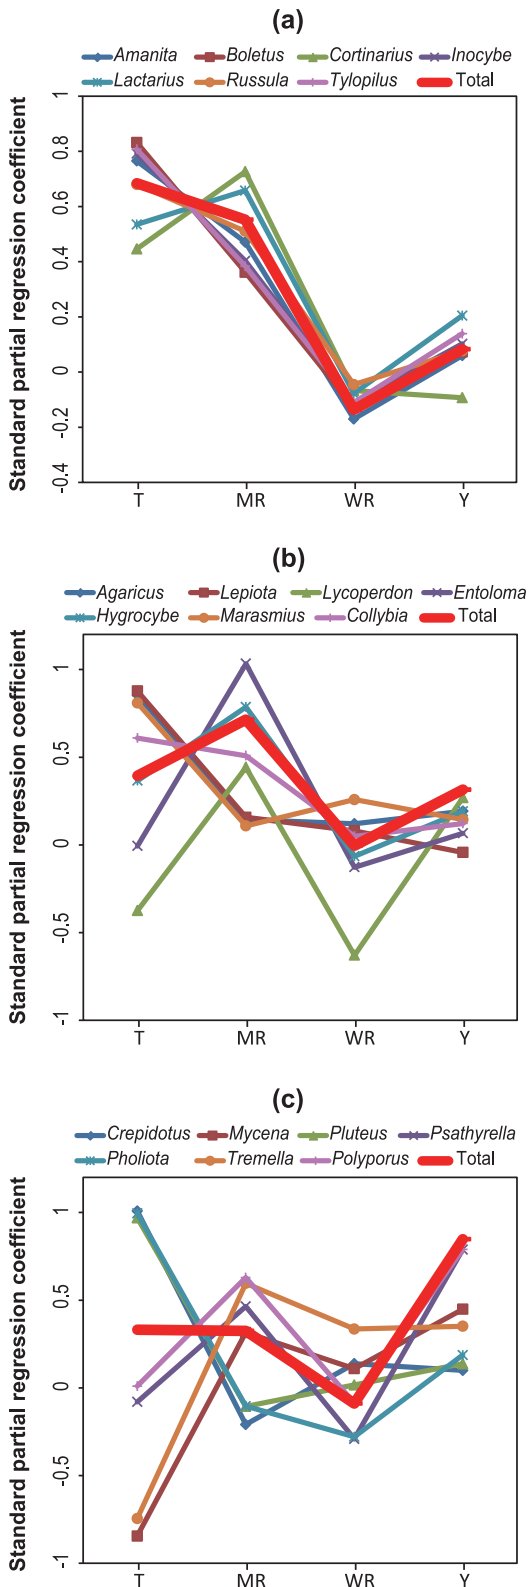 (a)
Amanita Boletus Cortinarius Inocybe
Lactarius Russula Tylopilus Total
Standard partial regression coefficient
1
0.8
0.6
0.4
0.2
0
-0.2
-0.4
T MR WR Y
(b)
Agaricus Lepiota Lycoperdon Entoloma
Hygrocybe Marasmius Collybia Total
Standard partial regression coefficient
1
0.5
0
-0.5
-1
T MR WR Y
(c)
Crepidotus Mycena Pluteus Psathyrella
Pholiota Tremella Polyporus Total
Standard partial regression coefficient
1
0.5
0
-0.5
-1
T MR WR Y